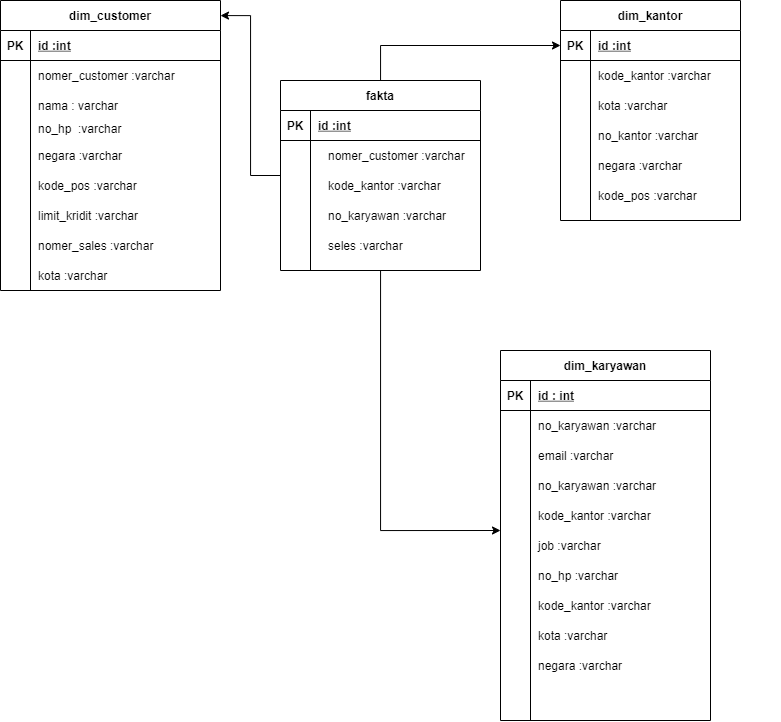 dim_customer
PK id :int
nomer_customer :varchar
nama : varchar
no_hp :varchar
negara :varchar
kode_pos :varchar
limit_kridit :varchar
nomer_sales :varchar
kota :varchar
fakta
PK id :int
nomer_customer :varchar
kode_kantor :varchar
no_karyawan :varchar
seles :varchar
dim_kantor
PK id :int
kode_kantor :varchar
kota :varchar
no_kantor :varchar
negara :varchar
kode_pos :varchar
dim_karyawan
PK id : int
no_karyawan :varchar
email :varchar
no_karyawan :varchar
kode_kantor :varchar
job :varchar
no_hp :varchar
kode_kantor :varchar
kota :varchar
negara :varchar